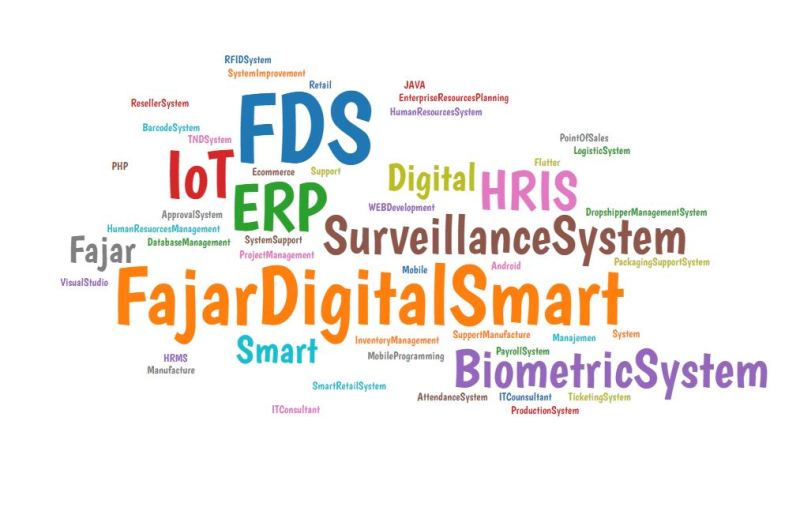 RFIDSystem
SystemImprovement
Retail
JAVA
EnterpriseResourcesPlanning
ResellerSystem
FDS
HumanResourcesSystem
BarcodeSystem
TNDSystem
PointOfSales
LogisticSystem
PHP
IoT
Ecommerce
Support
Digital
Flutter
HRIS
ERP
WEBDevelopment
DropshipperManagementSystem
ApprovalSystem
HumanResuorcesManagement
DatabaseManagement
SystemSupport
SurveillanceSystem
Fajar
ProjectManagement
Mobile
Android
PackagingSupportSystem
VisualStudio
FajarDigitalSmart
Smart
InventoryManagement
SupportManufacture
Manajemen
System
HRMS
MobileProgramming
PayrollSystem
Manufacture
BiometricSystem
SmartRetailSystem
AttendanceSystem
ITCounsultant
TicketingSystem
ITConsultant
ProductionSystem